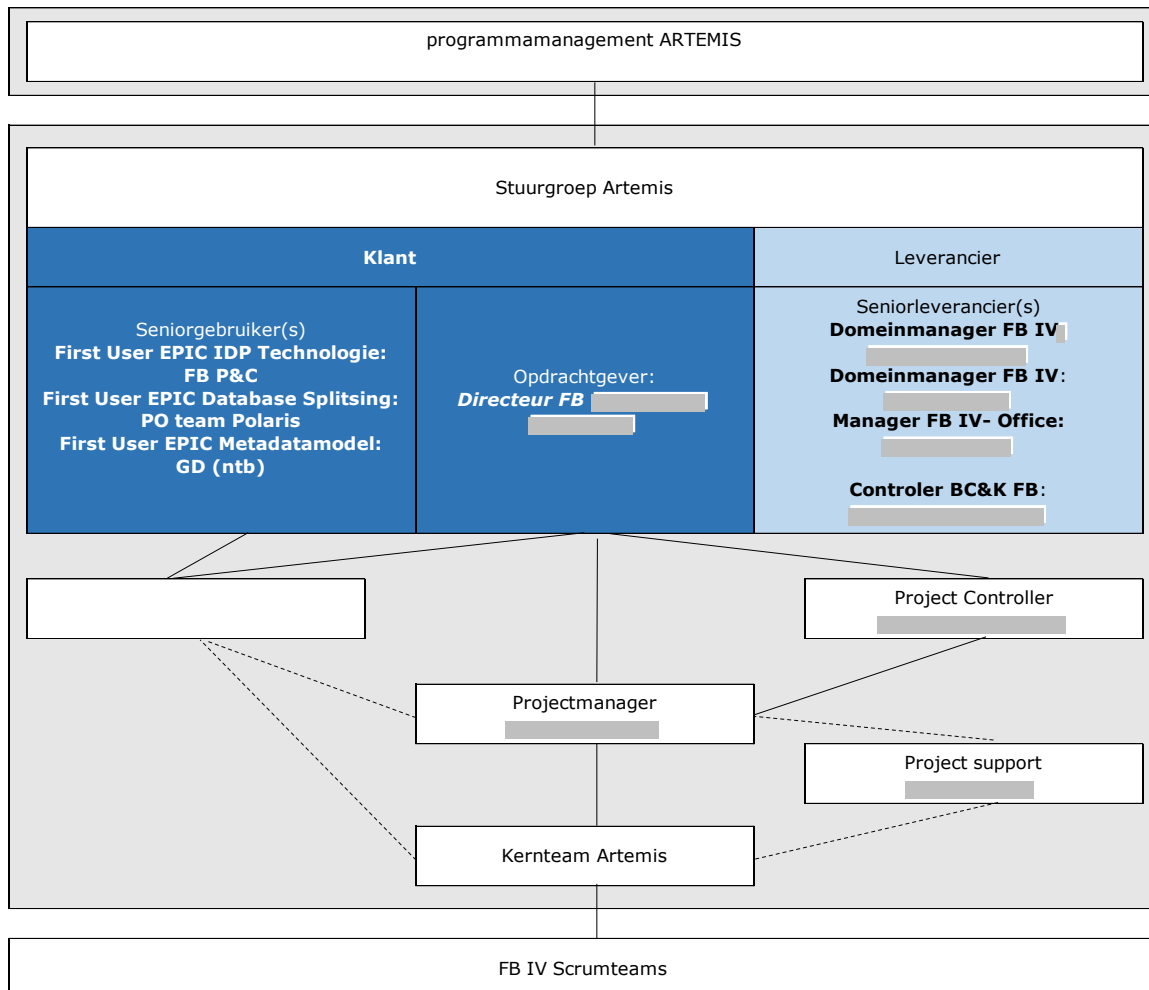 programmamanagement ARTEMIS
Stuurgroep Artemis
Klant
Leverancier
Seniorgebruiker(s)
First User EPIC IDP Technologie:
FB P&C
First User EPIC Database Splitsing:
PO team Polaris
First User EPIC Metadatamodel:
GD (ntb)
Opdrachtgever:
Directeur FB
Seniorleverancier(s)
Domeinmanager FB IV
Domeinmanager FB IV:
Manager FB IV- Office:
Controler BC&K FB:
Project Controller
Projectmanager
Project support
Kernteam Artemis
FB IV Scrumteams